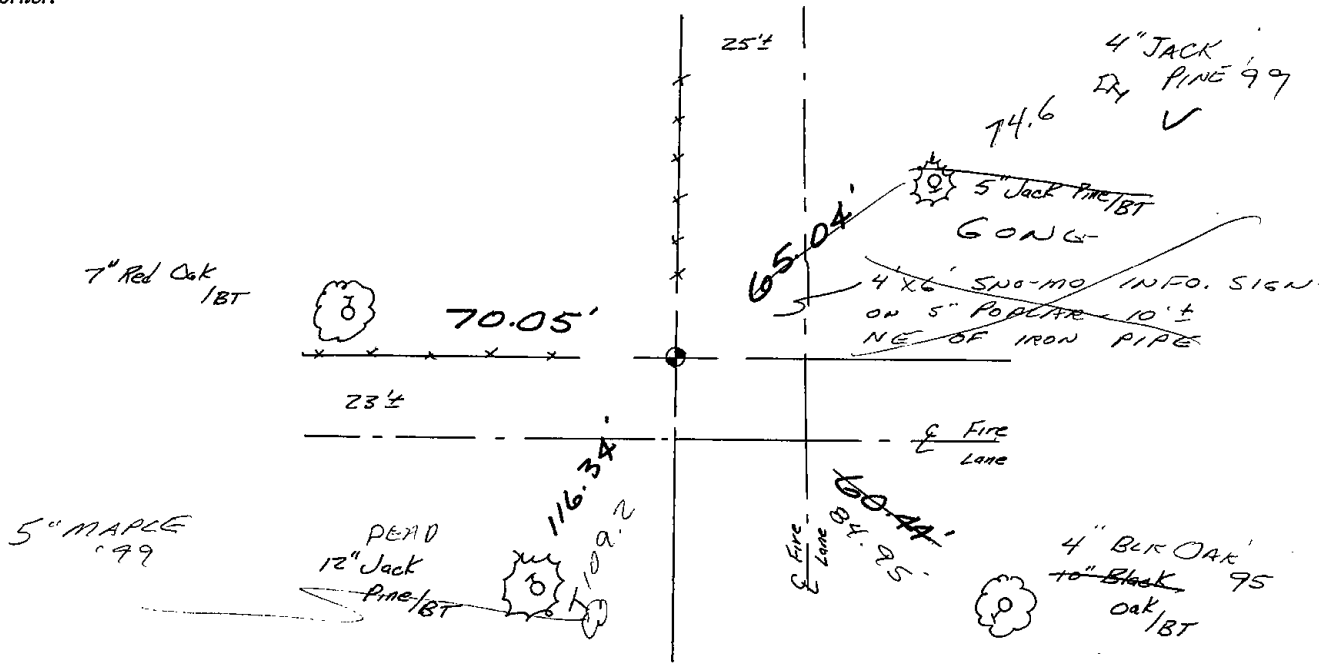 25'±
4" JACK
PINE '99
74.6
5" Jack Pine/BT
GONE
65.04'
7" Red Oak
/BT
70.05'
4'X6' SNO-MO INFO. SIGN
ON 5" POPLAR 10'±
NE OF IRON PIPE
23'±
℄ Fire
Lane
116.34'
109.2
60.44'
84.95'
℄ Fire
Lane
5" MAPLE
'99
DEAD
12" Jack
Pine/BT
4" BLK OAK
95
10" Black
Oak
/BT